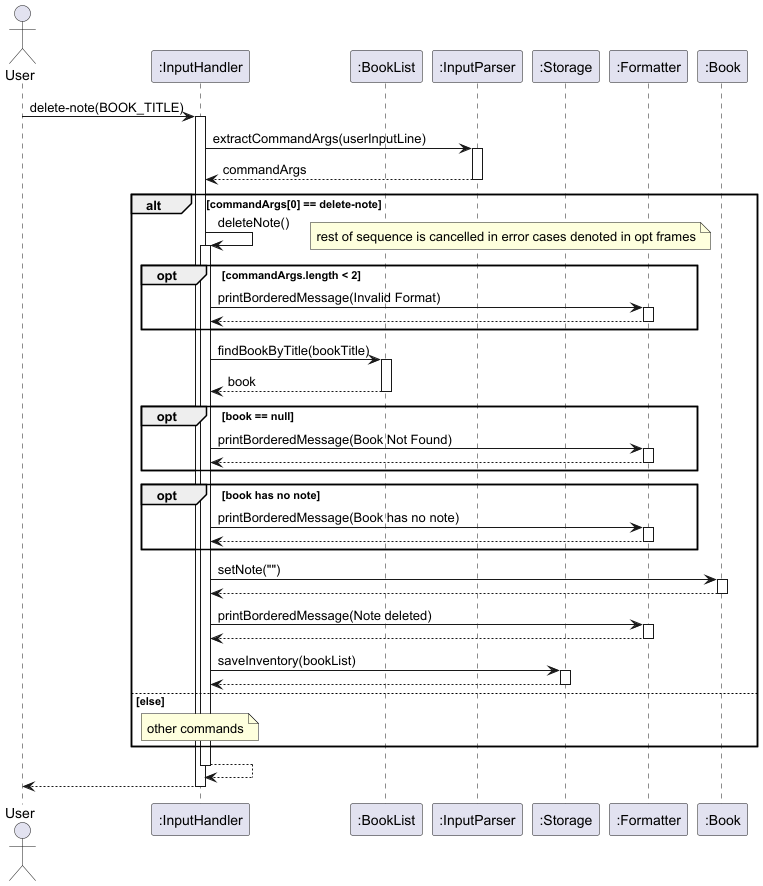 User
:InputHandler
:BookList
:InputParser
:Storage
:Formatter
:Book
delete-note(BOOK_TITLE)
extractCommandArgs(userInputLine)
commandArgs
alt
[commandArgs[0] == delete-note]
deleteNote()
rest of sequence is cancelled in error cases denoted in opt frames
opt
[commandArgs.length < 2]
printBorderedMessage(Invalid Format)
findBookByTitle(bookTitle)
book
opt
[book == null]
printBorderedMessage(Book Not Found)
opt
[book has no note]
printBorderedMessage(Book has no note)
setNote("")
printBorderedMessage(Note deleted)
saveInventory(bookList)
[else]
other commands
User
:InputHandler
:BookList
:InputParser
:Storage
:Formatter
:Book